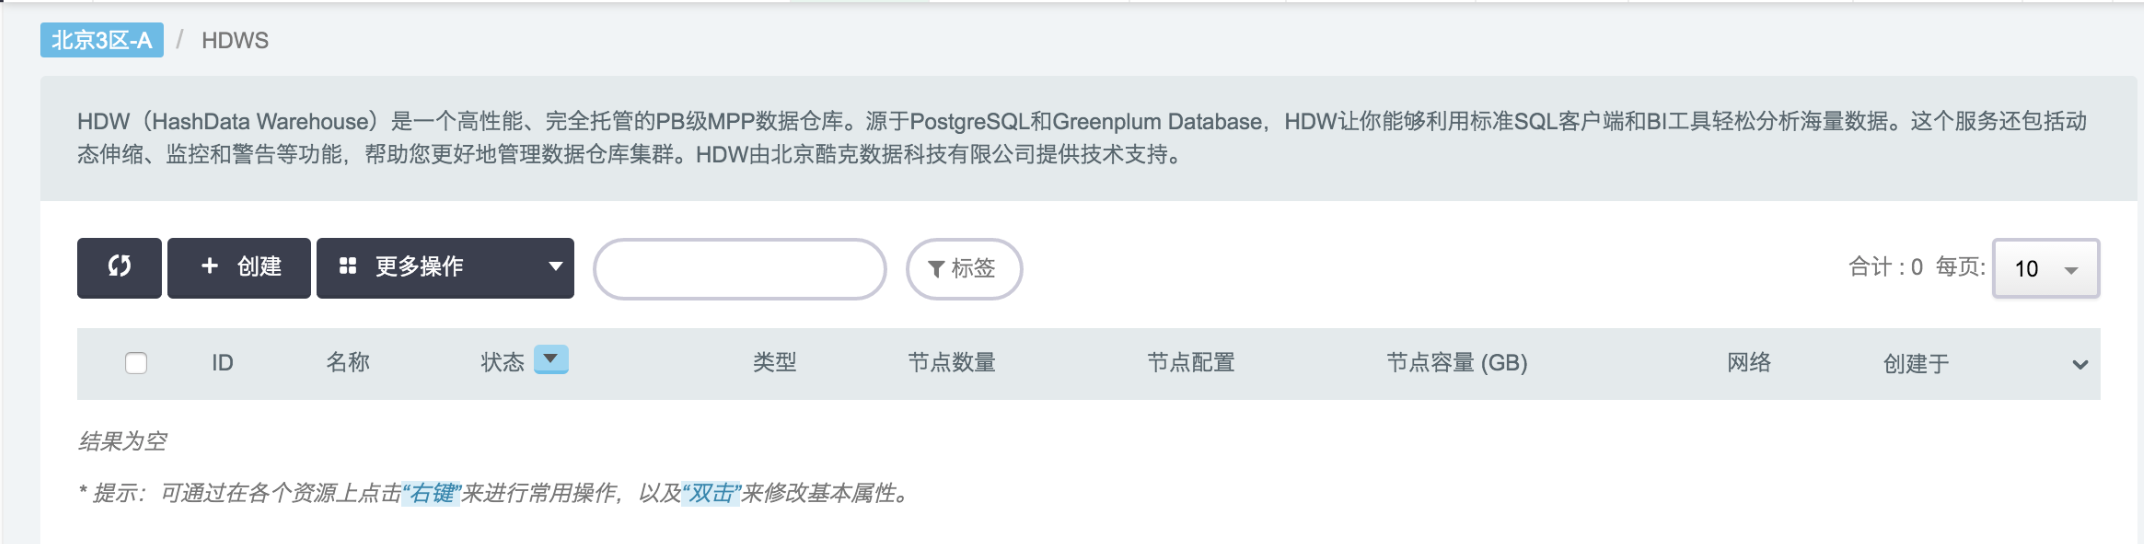 北京3区-A / HDWS
HDW（HashData Warehouse）是一个高性能、完全托管的PB级MPP数据仓库。源于PostgreSQL和Greenplum Database，HDW让你能够利用标准SQL客户端和BI工具轻松分析海量数据。这个服务还包括动
态伸缩、监控和警告等功能，帮助您更好地管理数据仓库集群。HDW由北京酷克数据科技有限公司提供技术支持。
+ 创建 更多操作 标签 合计 : 0 每页: 10
ID 名称 状态 类型 节点数量 节点配置 节点容量 (GB) 网络 创建于
结果为空
* 提示：可通过在各个资源上点击“右键”来进行常用操作，以及“双击”来修改基本属性。